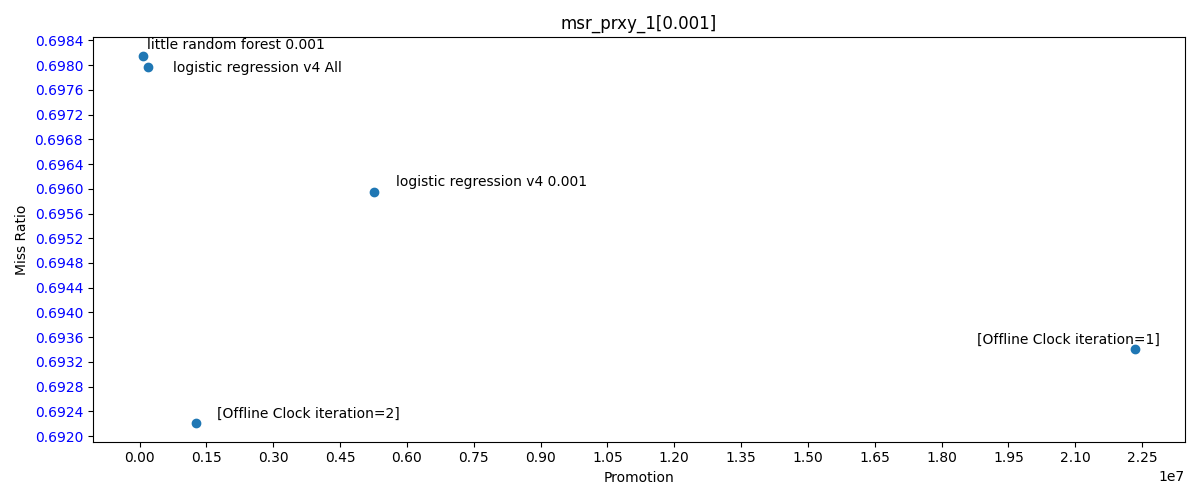 msr_prxy_1[0.001]
0.6984
0.6980
0.6976
0.6972
0.6968
0.6964
0.6960
0.6956
0.6952
0.6948
0.6944
0.6940
0.6936
0.6932
0.6928
0.6924
0.6920
Miss Ratio
little random forest 0.001
logistic regression v4 All
logistic regression v4 0.001
[Offline Clock iteration=1]
[Offline Clock iteration=2]
0.00 0.15 0.30 0.45 0.60 0.75 0.90 1.05 1.20 1.35 1.50 1.65 1.80 1.95 2.10 2.25
Promotion
1e7